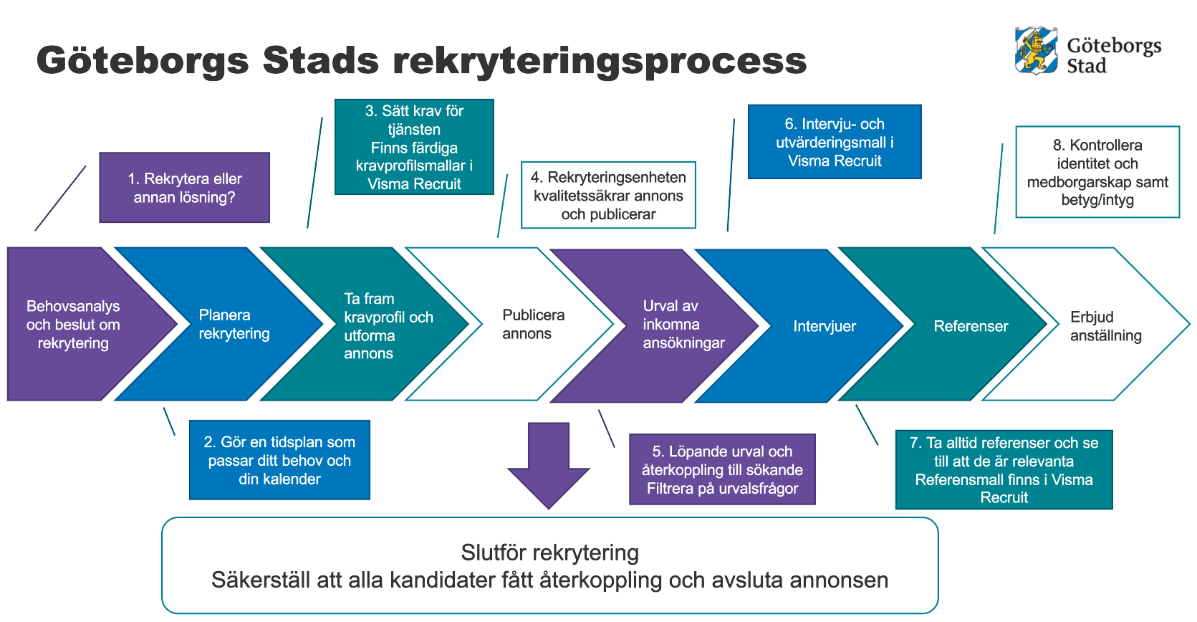 Göteborgs Stads rekryteringsprocess
Göteborgs
Stad
1. Rekrytera eller
annan lösning?
3. Sätt krav för
tjänsten
Finns färdiga
kravprofilsmallar i
Visma Recruit
4. Rekryteringsenheten
kvalitetssäkrar annons
och publicerar
6. Intervju- och
utvärderingsmall i
Visma Recruit
8. Kontrollera
identitet och
medborgarskap samt
betyg/intyg
Behovsanalys
och beslut om
rekrytering
Planera
rekrytering
Ta fram
kravprofil och
utforma
annons
Publicera
annons
Urval av
inkomna
ansökningar
Intervjuer
Referenser
Erbjud
anställning
2. Gör en tidsplan som
passar ditt behov och
din kalender
5. Löpande urval och
återkoppling till sökande
Filtrera på urvalsfrågor
7. Ta alltid referenser och se
till att de är relevanta
Referensmall finns i Visma
Recruit
Slutför rekrytering
Säkerställ att alla kandidater fått återkoppling och avsluta annonsen